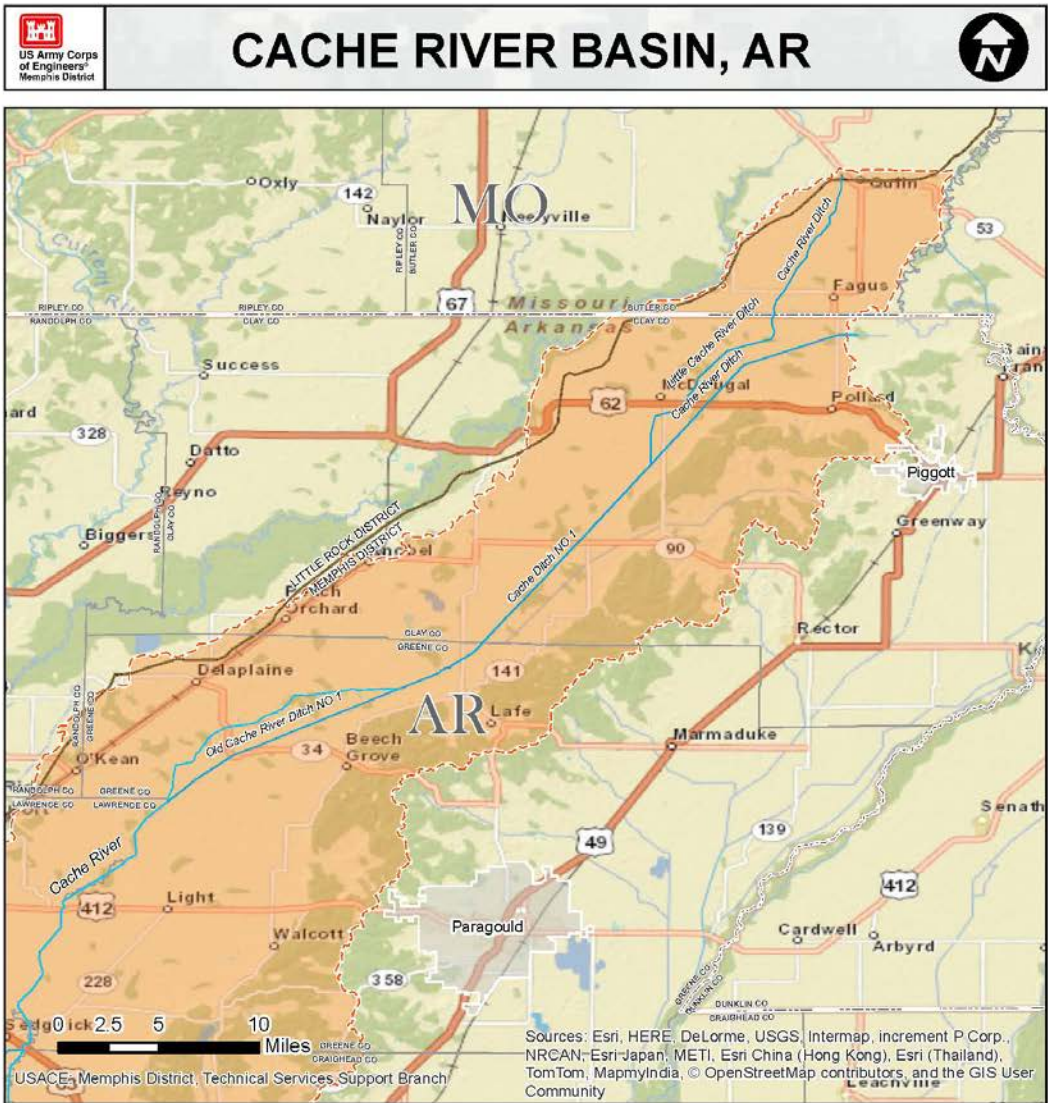 US Army Corps
of Engineers®
Memphis District
CACHE RIVER BASIN, AR
N
Oxly
142
Naylor
MO
Neelyville
Qulin
53
Current River
RIPLEY CO
BUTLER CO
Cache River Ditch
Fagus
67
Missouri
Arkansas
RIPLEY CO
RANDOLPH CO
RIPLEY CO
CLAY CO
BUTLER CO
CLAY CO
Little Cache River Ditch
Cache River Ditch
Success
McDougal
62
Pollard
328
Datto
Reyno
Piggott
Biggers
RANDOLPH CO
CLAY CO
Greenway
LITTLE ROCK DISTRICT
MEMPHIS DISTRICT
90
Cache Ditch NO 1
Orchard
Rector
CLAY CO
GREENE CO
Delaplaine
141
RANDOLPH CO
GREENE CO
Old Cache River Ditch NO 1
AR
Lafe
Marmaduke
34
Beech
Grove
O'Kean
RANDOLPH CO
LAWRENCE CO
GREENE CO
LAWRENCE CO
Senath
49
139
Cache River
412
Light
412
Paragould
Walcott
Cardwell
Arbyrd
358
228
GREENE CO
DUNKLIN CO
DUNKLIN CO
CRAIGHEAD CO
Sedgwick
0 2.5 5 10
Miles
GREENE CO
CRAIGHEAD CO
USACE- Memphis District, Technical Services Support Branch
Sources: Esri, HERE, DeLorme, USGS, Intermap, increment P Corp.,
NRCAN, Esri Japan, METI, Esri China (Hong Kong), Esri (Thailand),
TomTom, MapmyIndia, © OpenStreetMap contributors, and the GIS User
Community
Leachville